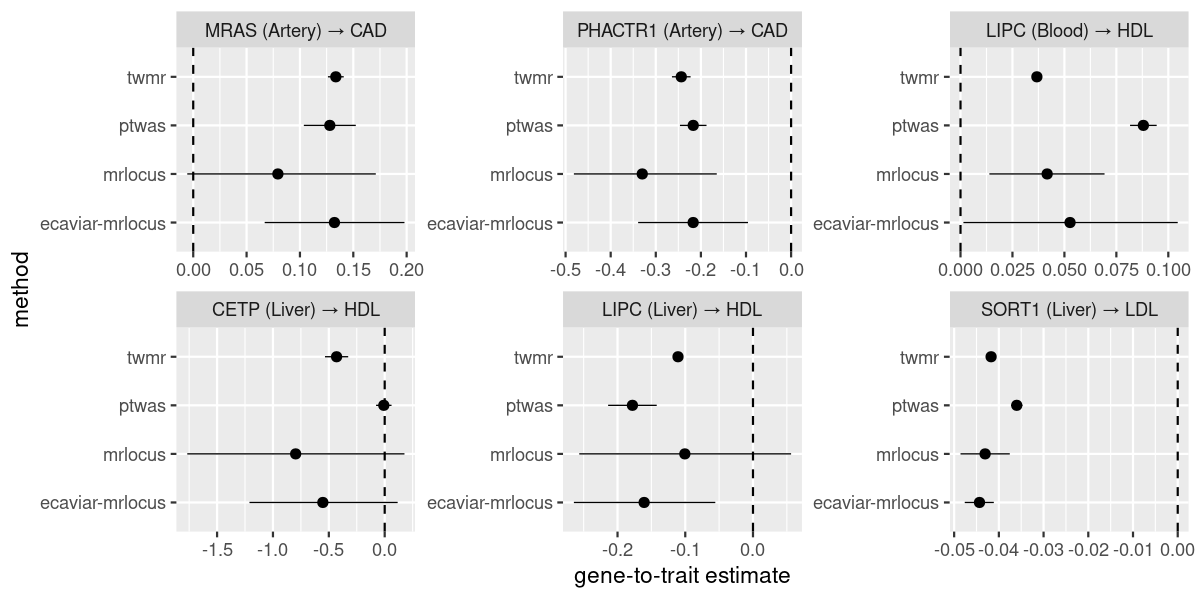 MRAS (Artery) → CAD
PHACTR1 (Artery) → CAD
LIPC (Blood) → HDL
twmr
ptwas
mrlocus
ecaviar-mrlocus
twmr
ptwas
mrlocus
ecaviar-mrlocus
twmr
ptwas
mrlocus
ecaviar-mrlocus
0.00 0.05 0.10 0.15 0.20
-0.5 -0.4 -0.3 -0.2 -0.1 0.0
0.000 0.025 0.050 0.075 0.100
method
CETP (Liver) → HDL
LIPC (Liver) → HDL
SORT1 (Liver) → LDL
twmr
ptwas
mrlocus
ecaviar-mrlocus
twmr
ptwas
mrlocus
ecaviar-mrlocus
twmr
ptwas
mrlocus
ecaviar-mrlocus
-1.5 -1.0 -0.5 0.0
-0.2 -0.1 0.0
-0.05 -0.04 -0.03 -0.02 -0.01 0.00
gene-to-trait estimate